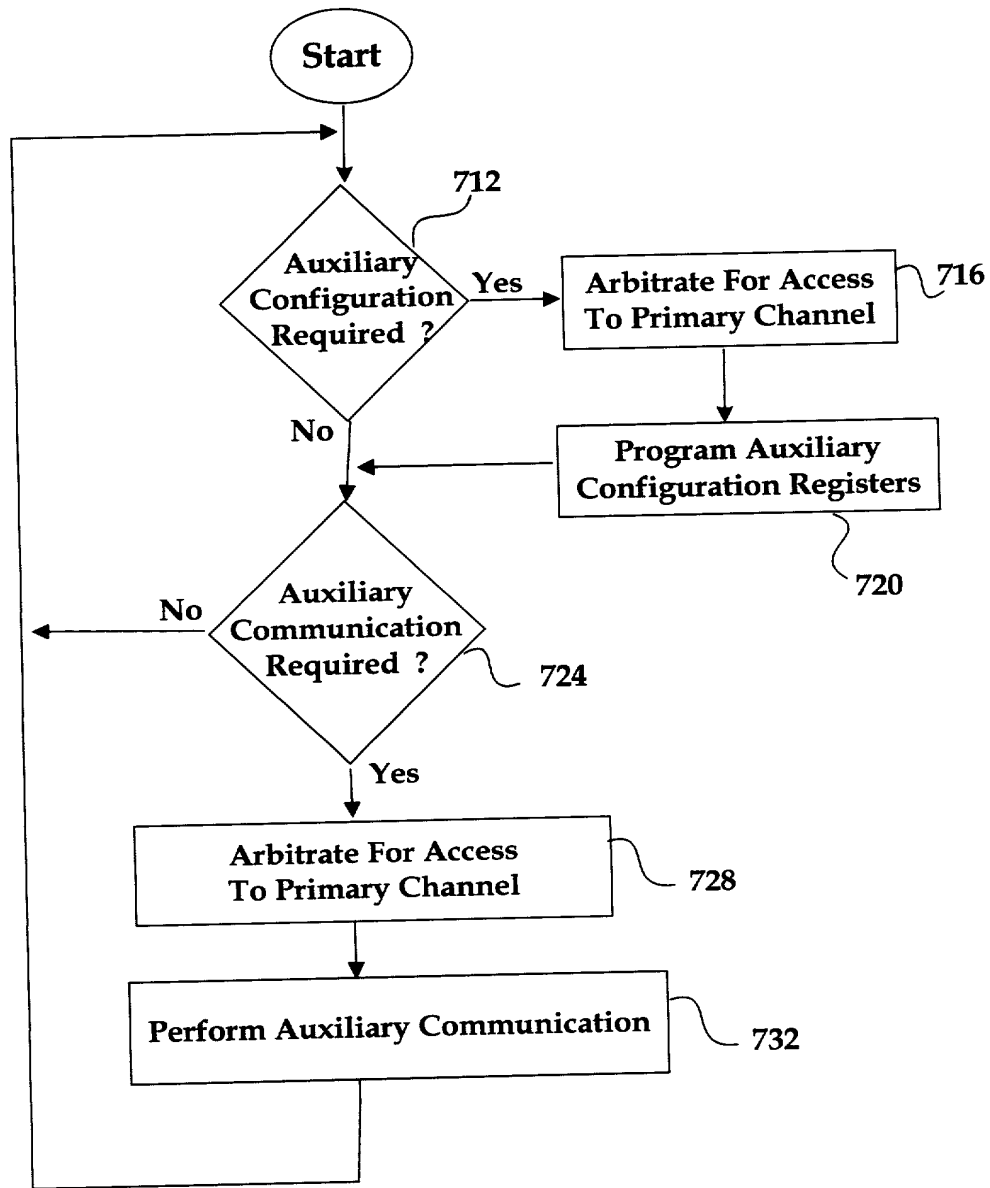 Start
712
Auxiliary
Configuration
Required ?
Yes
Arbitrate For Access
To Primary Channel
716
No
Program Auxiliary
Configuration Registers
720
No
Auxiliary
Communication
Required ?
724
Yes
Arbitrate For Access
To Primary Channel
728
Perform Auxiliary Communication
732